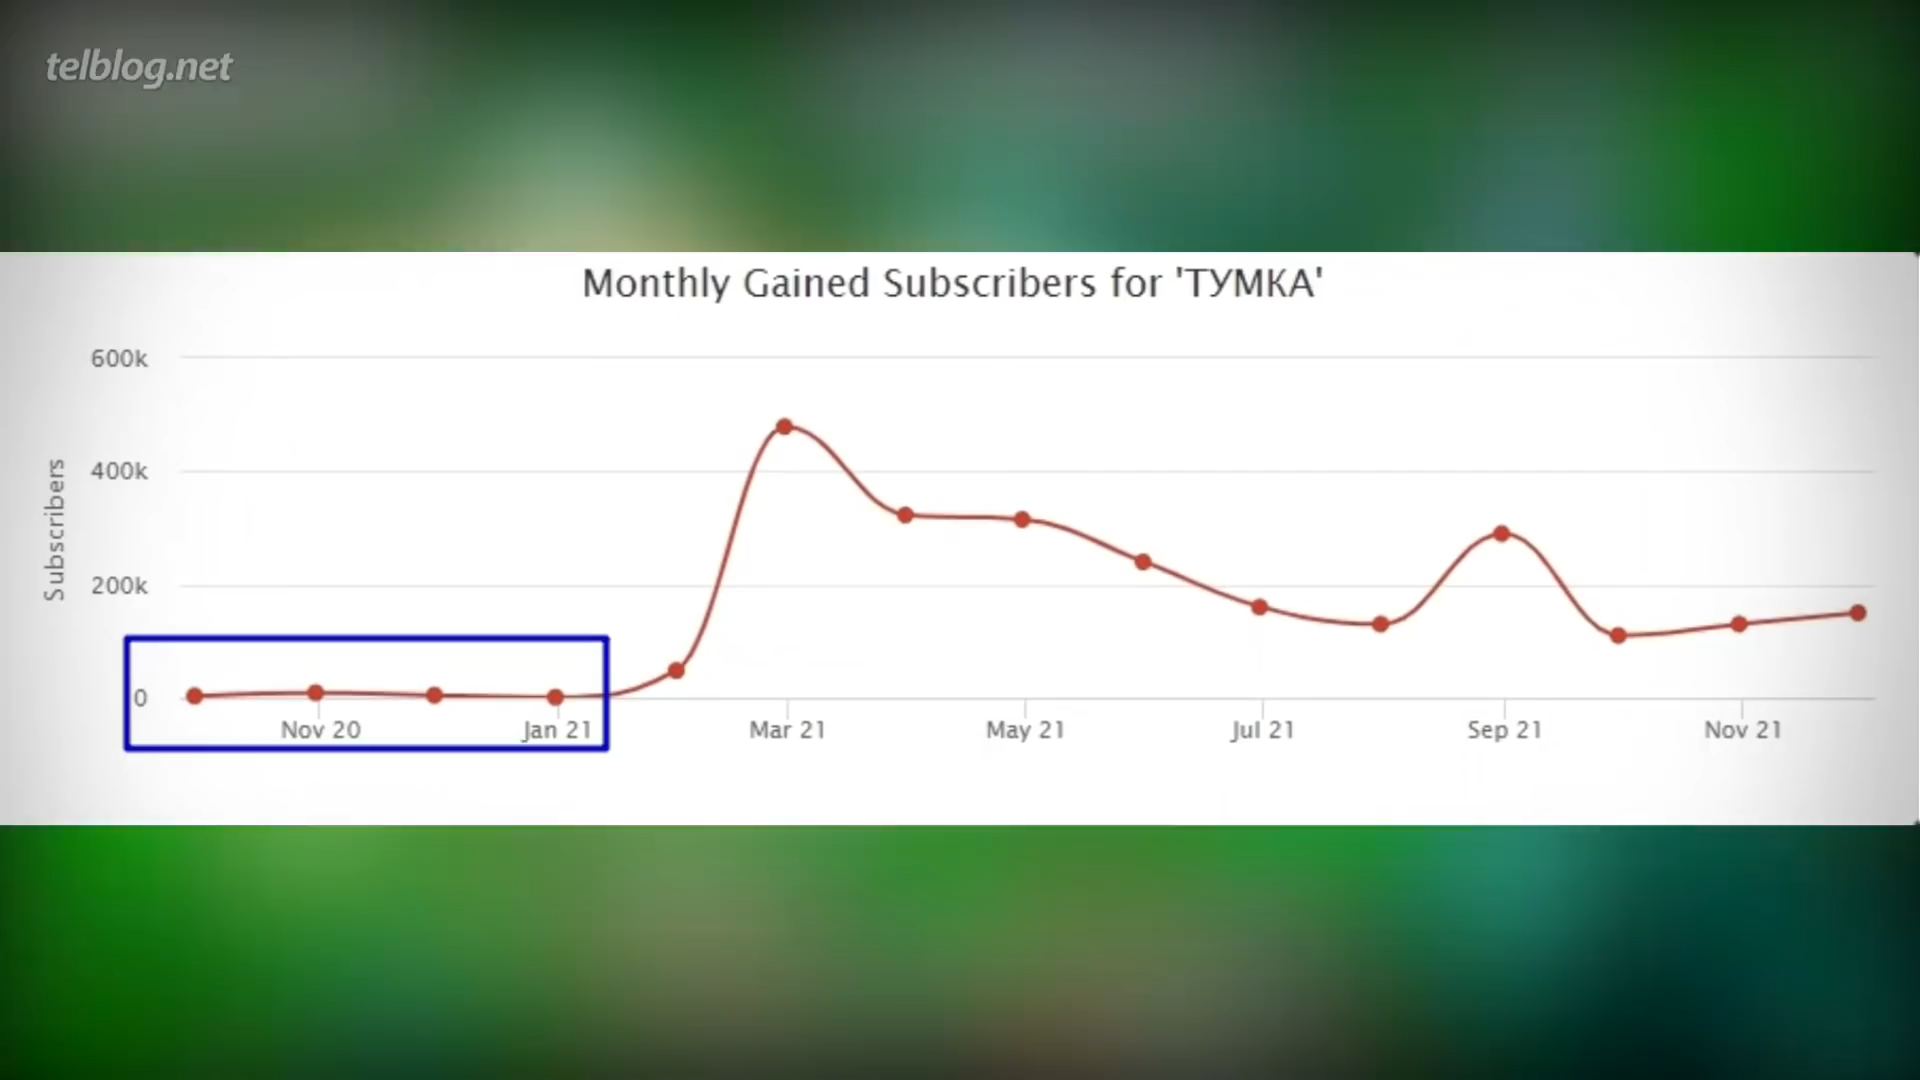 telblog.net
Monthly Gained Subscribers for 'ТУМКА'
600k
400k
200k
0
Subscribers
Nov 20
Jan 21
Mar 21
May 21
Jul 21
Sep 21
Nov 21